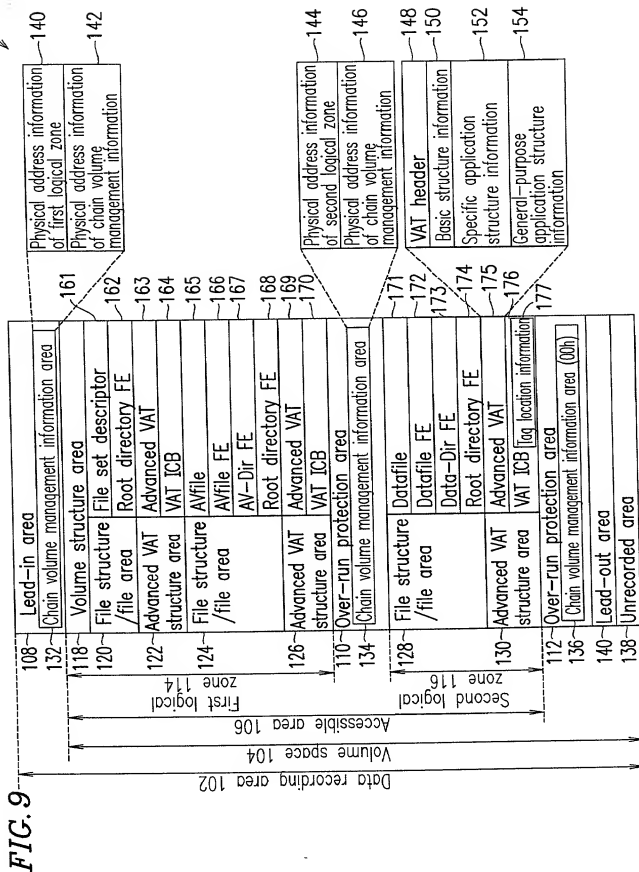 FIG. 9
Data recording area 102
Volume space 104
Accessible area 106
First logical
zone 114
Second logical
zone 116
108
Lead-in area
132
Chain volume management information area
118
Volume structure area
161
120
File structure
/file area
File set descriptor
162
Root directory FE
163
122
Advanced VAT
structure area
Advanced VAT
164
VAT ICB
165
124
File structure
/file area
AVfile
166
AVfile FE
167
AV-Dir FE
168
Root directory FE
169
126
Advanced VAT
structure area
Advanced VAT
170
VAT ICB
110
Over-run protection area
134
Chain volume management information area
128
File structure
/file area
Datafile
171
Datafile FE
172
Data-Dir FE
173
Root directory FE
174
130
Advanced VAT
structure area
Advanced VAT
175
VAT ICB
176
Tag location information
177
112
Over-run protection area
136
Chain volume management information area (00h)
140
Lead-out area
138
Unrecorded area
Physical address information
of first logical zone
140
Physical address information
of chain volume
management information
142
Physical address information
of second logical zone
144
Physical address information
of chain volume
management information
146
VAT header
148
Basic structure information
150
Specific application
structure information
152
General-purpose
application structure
information
154